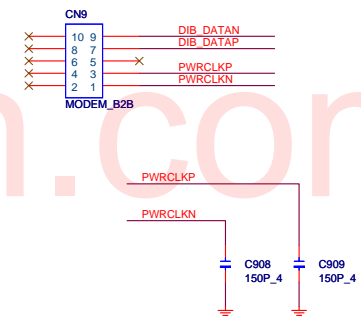 CN9
10 9 DIB_DATAN
8 7 DIB_DATAP
6 5
4 3 PWRCLKP
2 1 PWRCLKN
MODEM_B2B
n.com
PWRCLKP
PWRCLKN
C908 C909
150P_4 150P_4